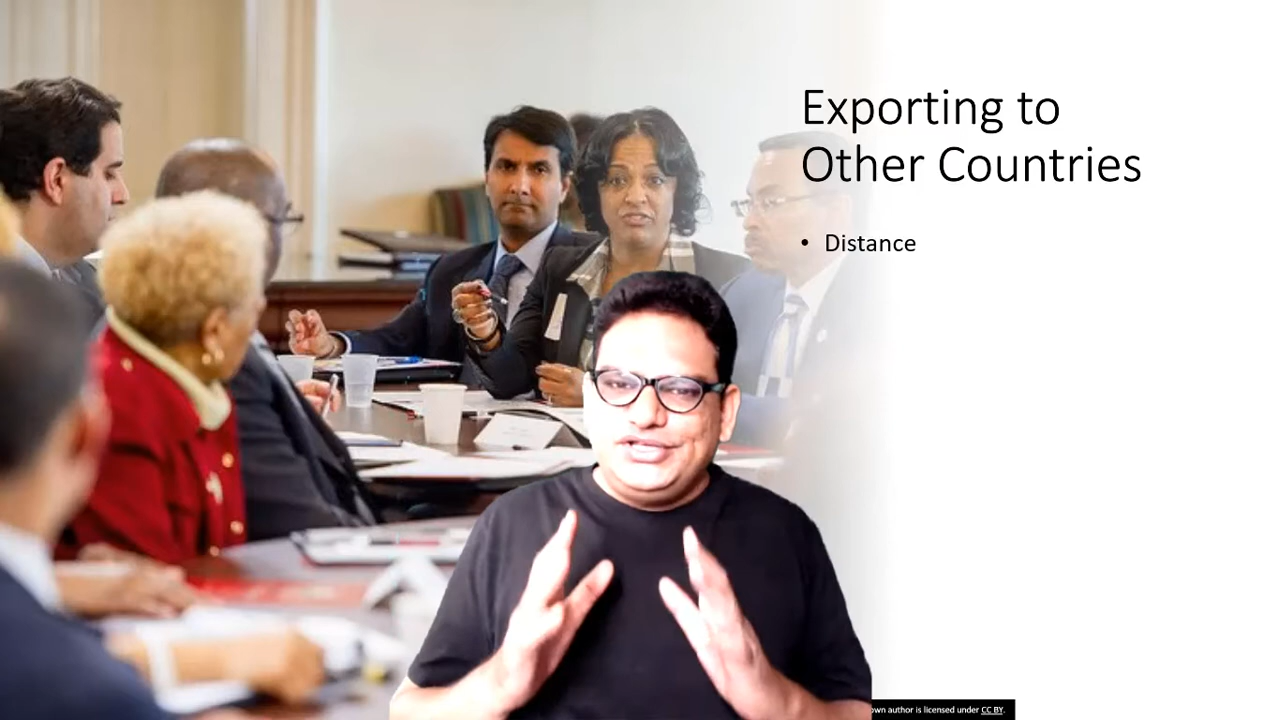 Exporting to
Other Countries
• Distance
own author is licensed under CC BY.